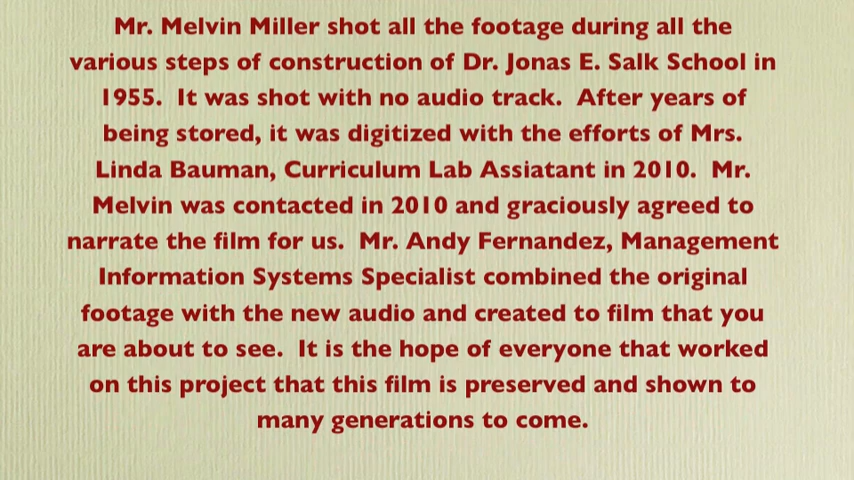 Mr. Melvin Miller shot all the footage during all the
various steps of construction of Dr. Jonas E. Salk School in
1955.  It was shot with no audio track.  After years of
being stored, it was digitized with the efforts of Mrs.
Linda Bauman, Curriculum Lab Assiatant in 2010.  Mr.
Melvin was contacted in 2010 and graciously agreed to
narrate the film for us.  Mr. Andy Fernandez, Management
Information Systems Specialist combined the original
footage with the new audio and created to film that you
are about to see.  It is the hope of everyone that worked
on this project that this film is preserved and shown to
many generations to come.